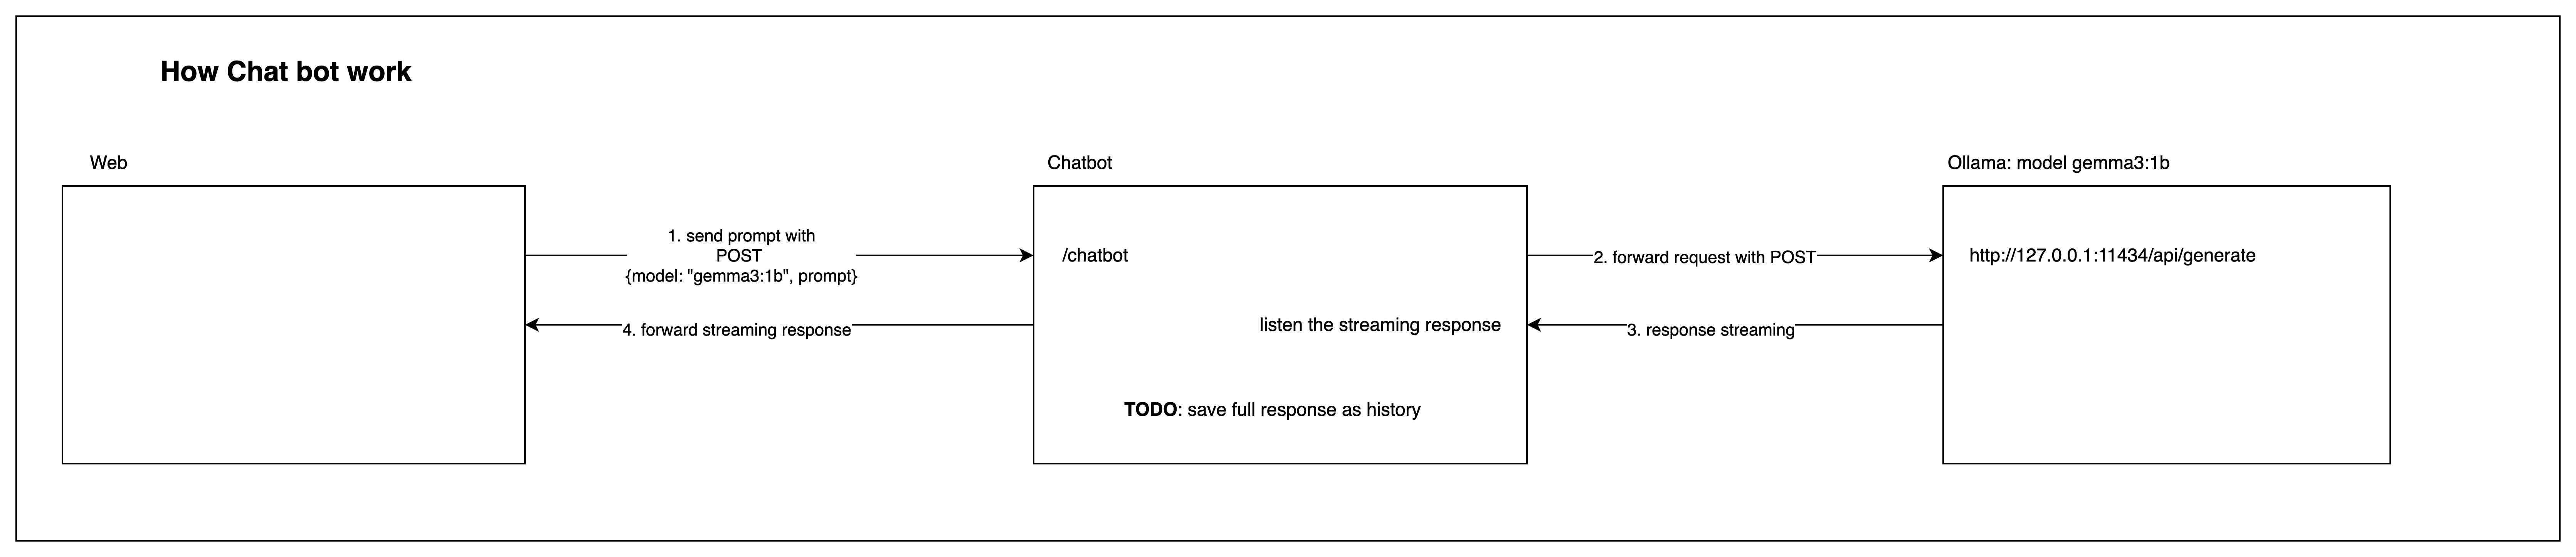 How Chat bot work
Web
Chatbot
Ollama: model gemma3:1b
1. send prompt with
POST
{model: "gemma3:1b", prompt}
/chatbot
2. forward request with POST
http://127.0.0.1:11434/api/generate
4. forward streaming response
listen the streaming response
3. response streaming
TODO: save full response as history